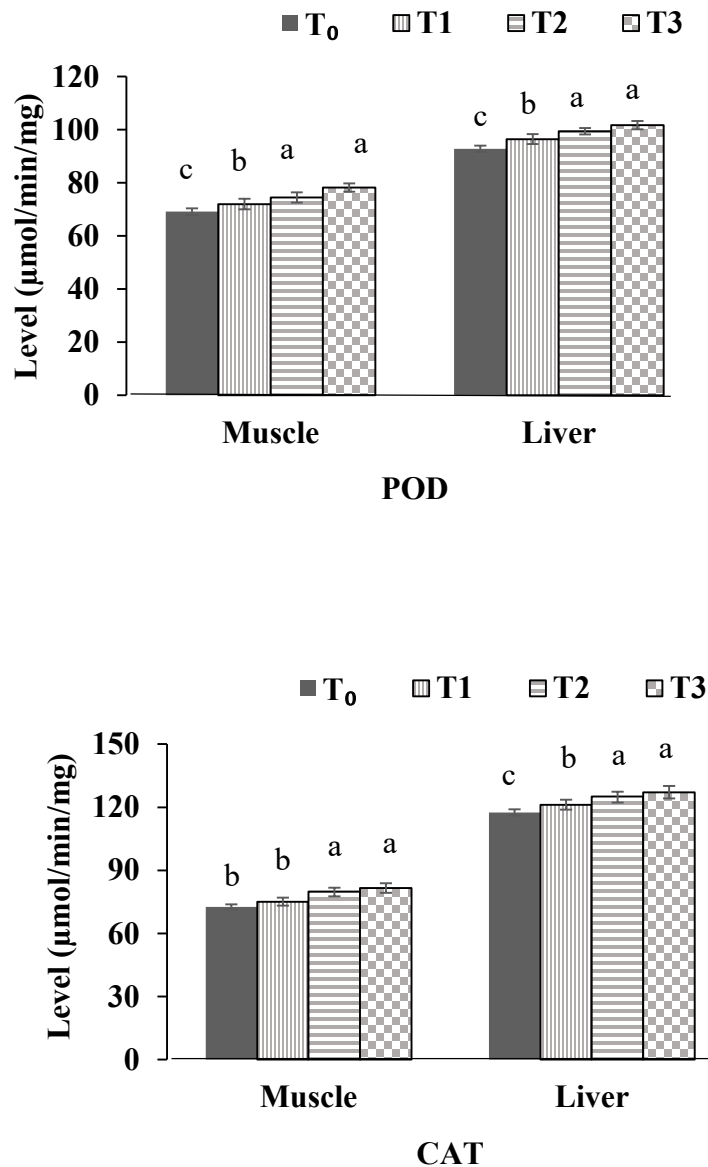 T₀ T1 T2 T3
Level (µmol/min/mg)
120
100
80
60
40
20
0
c b a a
c b a a
Muscle Liver
POD
T₀ T1 T2 T3
Level (µmol/min/mg)
150
120
90
60
30
0
b b a a
c b a a
Muscle Liver
CAT